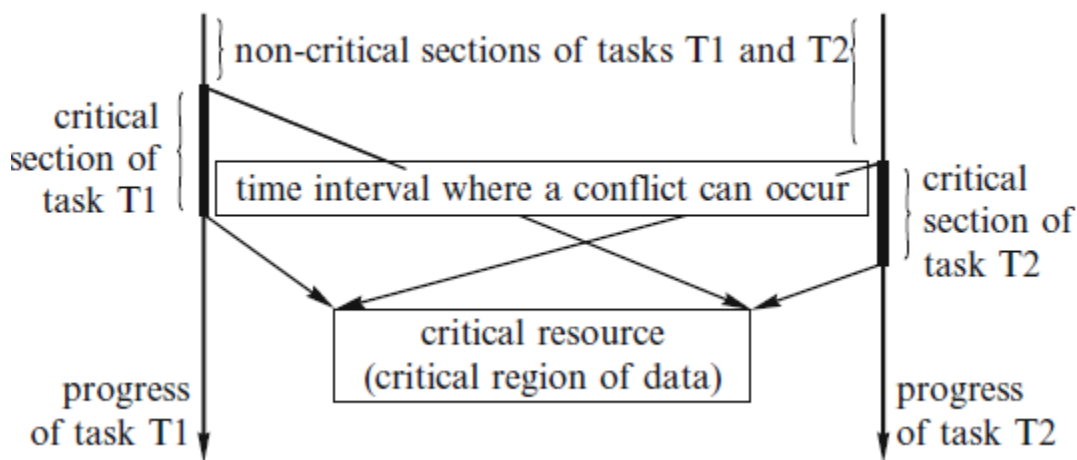 non-critical sections of tasks T1 and T2
critical
section of
task T1
time interval where a conflict can occur
critical
section of
task T2
critical resource
(critical region of data)
progress
of task T1
progress
of task T2